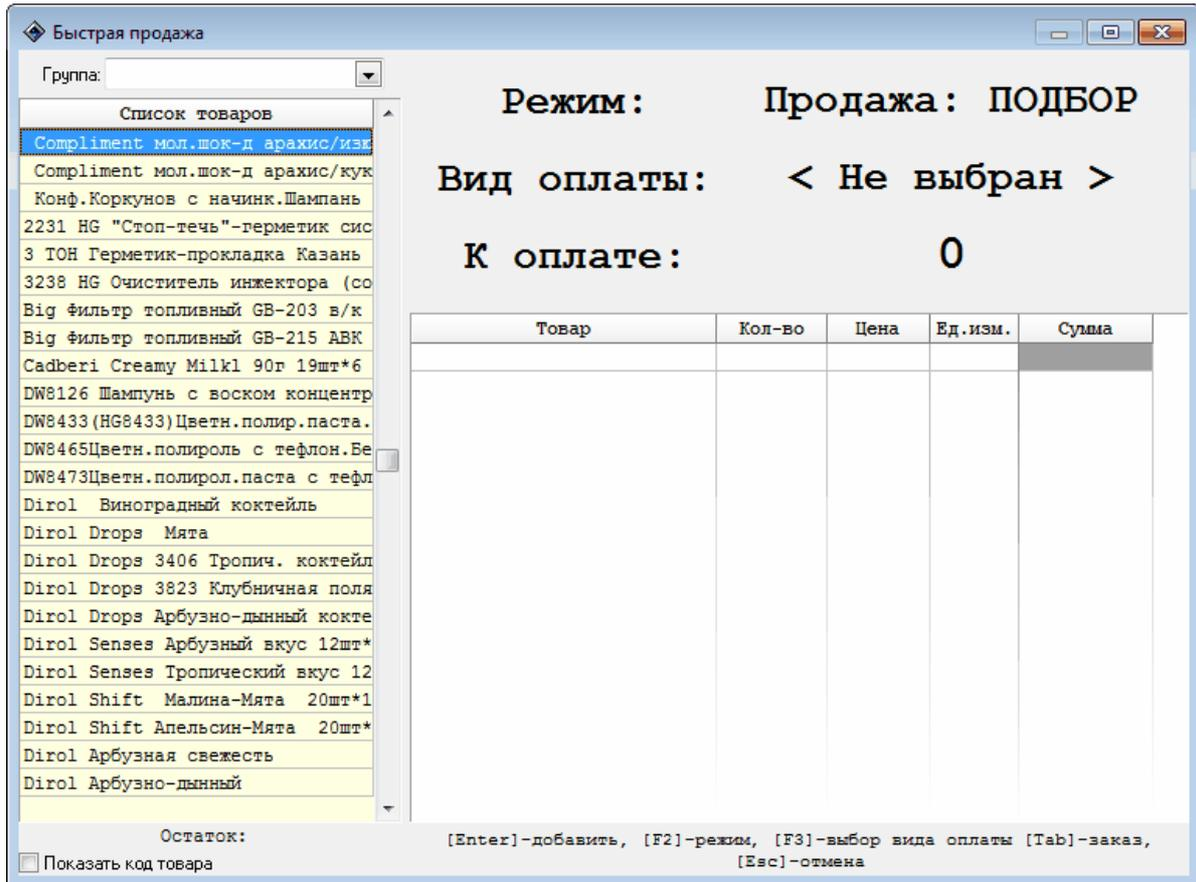 Быстрая продажа
Группа:
Список товаров
Compliment мол.шок-д арахис/изю
Compliment мол.шок-д арахис/кук
Конф.Коркунов с начинк.Шампань
2231 HG "Стоп-течь"-герметик сис
3 ТОН Герметик-прокладка Казань
3238 HG Очиститель инжектора (со
Big Фильтр топливный GB-203 в/к
Big Фильтр топливный GB-215 АВК
Cadberi Creamy Milkl 90г 19шт*6
DW8126 Шампунь с воском концентр
DW8433(HG8433)Цветн.полир.паста.
DW8465Цветн.полироль с тефлон.Бе
DW8473Цветн.полирол.паста с тефл
Dirol Виноградный коктейль
Dirol Drops Мята
Dirol Drops 3406 Тропич. коктейл
Dirol Drops 3823 Клубничная поля
Dirol Drops Арбузно-дынный кокте
Dirol Senses Арбузный вкус 12шт*
Dirol Senses Тропический вкус 12
Dirol Shift Малина-Мята 20шт*1
Dirol Shift Апельсин-Мята 20шт*
Dirol Арбузная свежесть
Dirol Арбузно-дынный
Остаток:
Показать код товара
Режим: Продажа: ПОДБОР
Вид оплаты: < Не выбран >
К оплате: 0
Товар Кол-во Цена Ед.изм. Сумма
[Enter]-добавить, [F2]-режим, [F3]-выбор вида оплаты [Tab]-заказ,
[Esc]-отмена